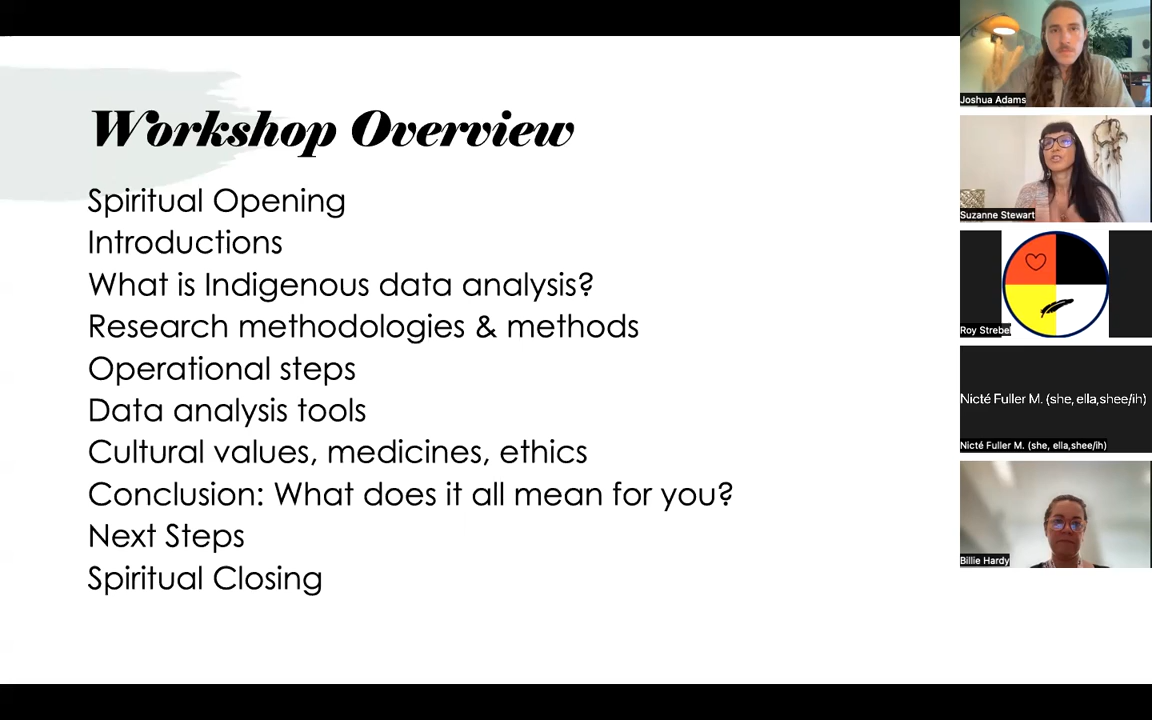 Workshop Overview
Spiritual Opening
Introductions
What is Indigenous data analysis?
Research methodologies & methods
Operational steps
Data analysis tools
Cultural values, medicines, ethics
Conclusion: What does it all mean for you?
Next Steps
Spiritual Closing
Joshua Adams
Suzanne Stewart
Roy Strebel
Nicté Fuller M. (she, ella,shee/ih)
Nicté Fuller M. (she, ella,shee/ih)
Billie Hardy